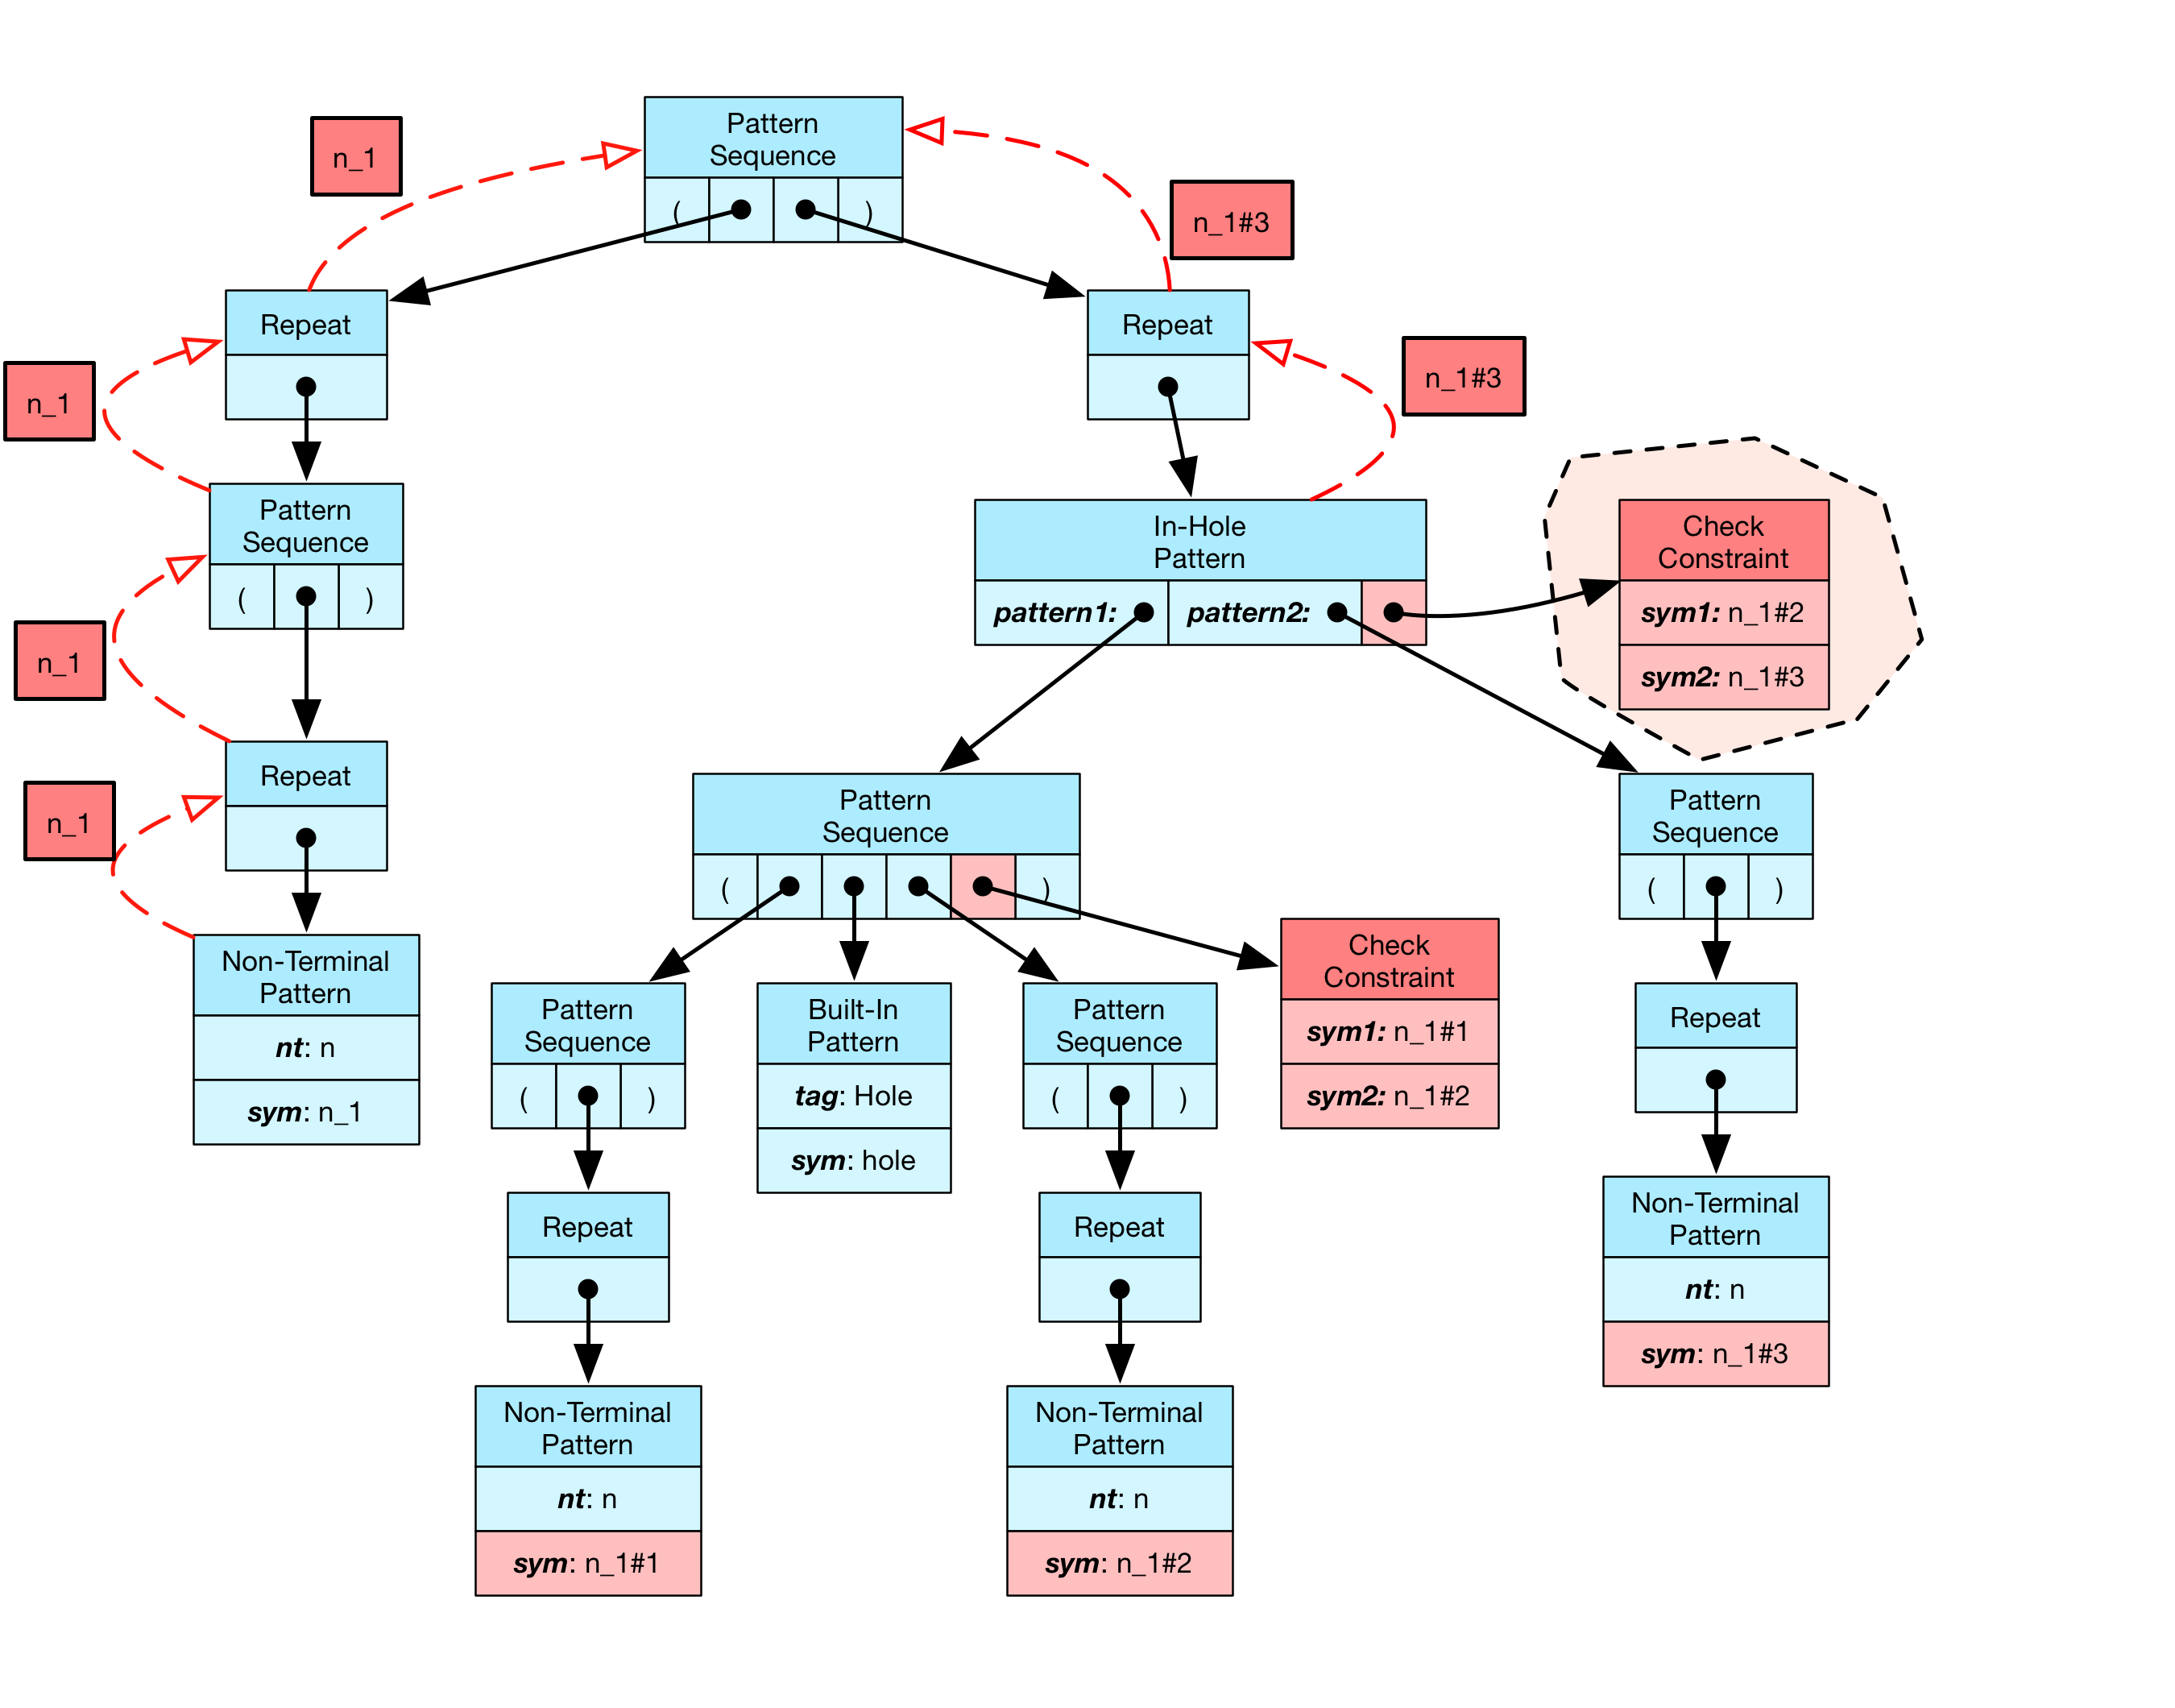 n_1
Pattern
Sequence
( )
n_1#3
Repeat
Repeat
n_1
n_1#3
Pattern
Sequence
( )
In-Hole
Pattern
pattern1: pattern2:
Check
Constraint
sym1: n_1#2
sym2: n_1#3
n_1
Repeat
n_1
Pattern
Sequence
( )
Pattern
Sequence
( )
Non-Terminal
Pattern
nt: n
sym: n_1
Pattern
Sequence
( )
Built-In
Pattern
tag: Hole
sym: hole
Pattern
Sequence
( )
Check
Constraint
sym1: n_1#1
sym2: n_1#2
Repeat
Repeat
Repeat
Non-Terminal
Pattern
nt: n
sym: n_1#3
Non-Terminal
Pattern
nt: n
sym: n_1#1
Non-Terminal
Pattern
nt: n
sym: n_1#2